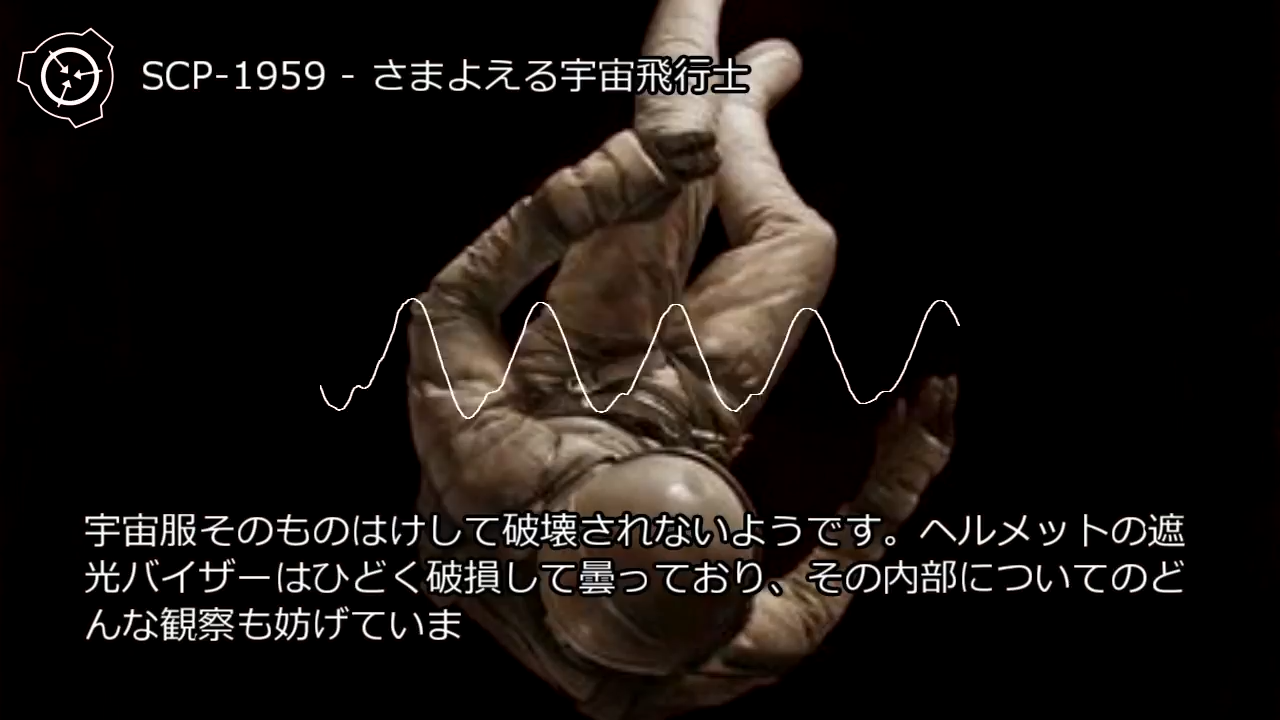 SCP-1959 - さまよえる宇宙飛行士
宇宙服そのものはけして破壊されないようです。ヘルメットの遮
光バイザーはひどく破損して曇っており、その内部についてのど
んな観察も妨げていま